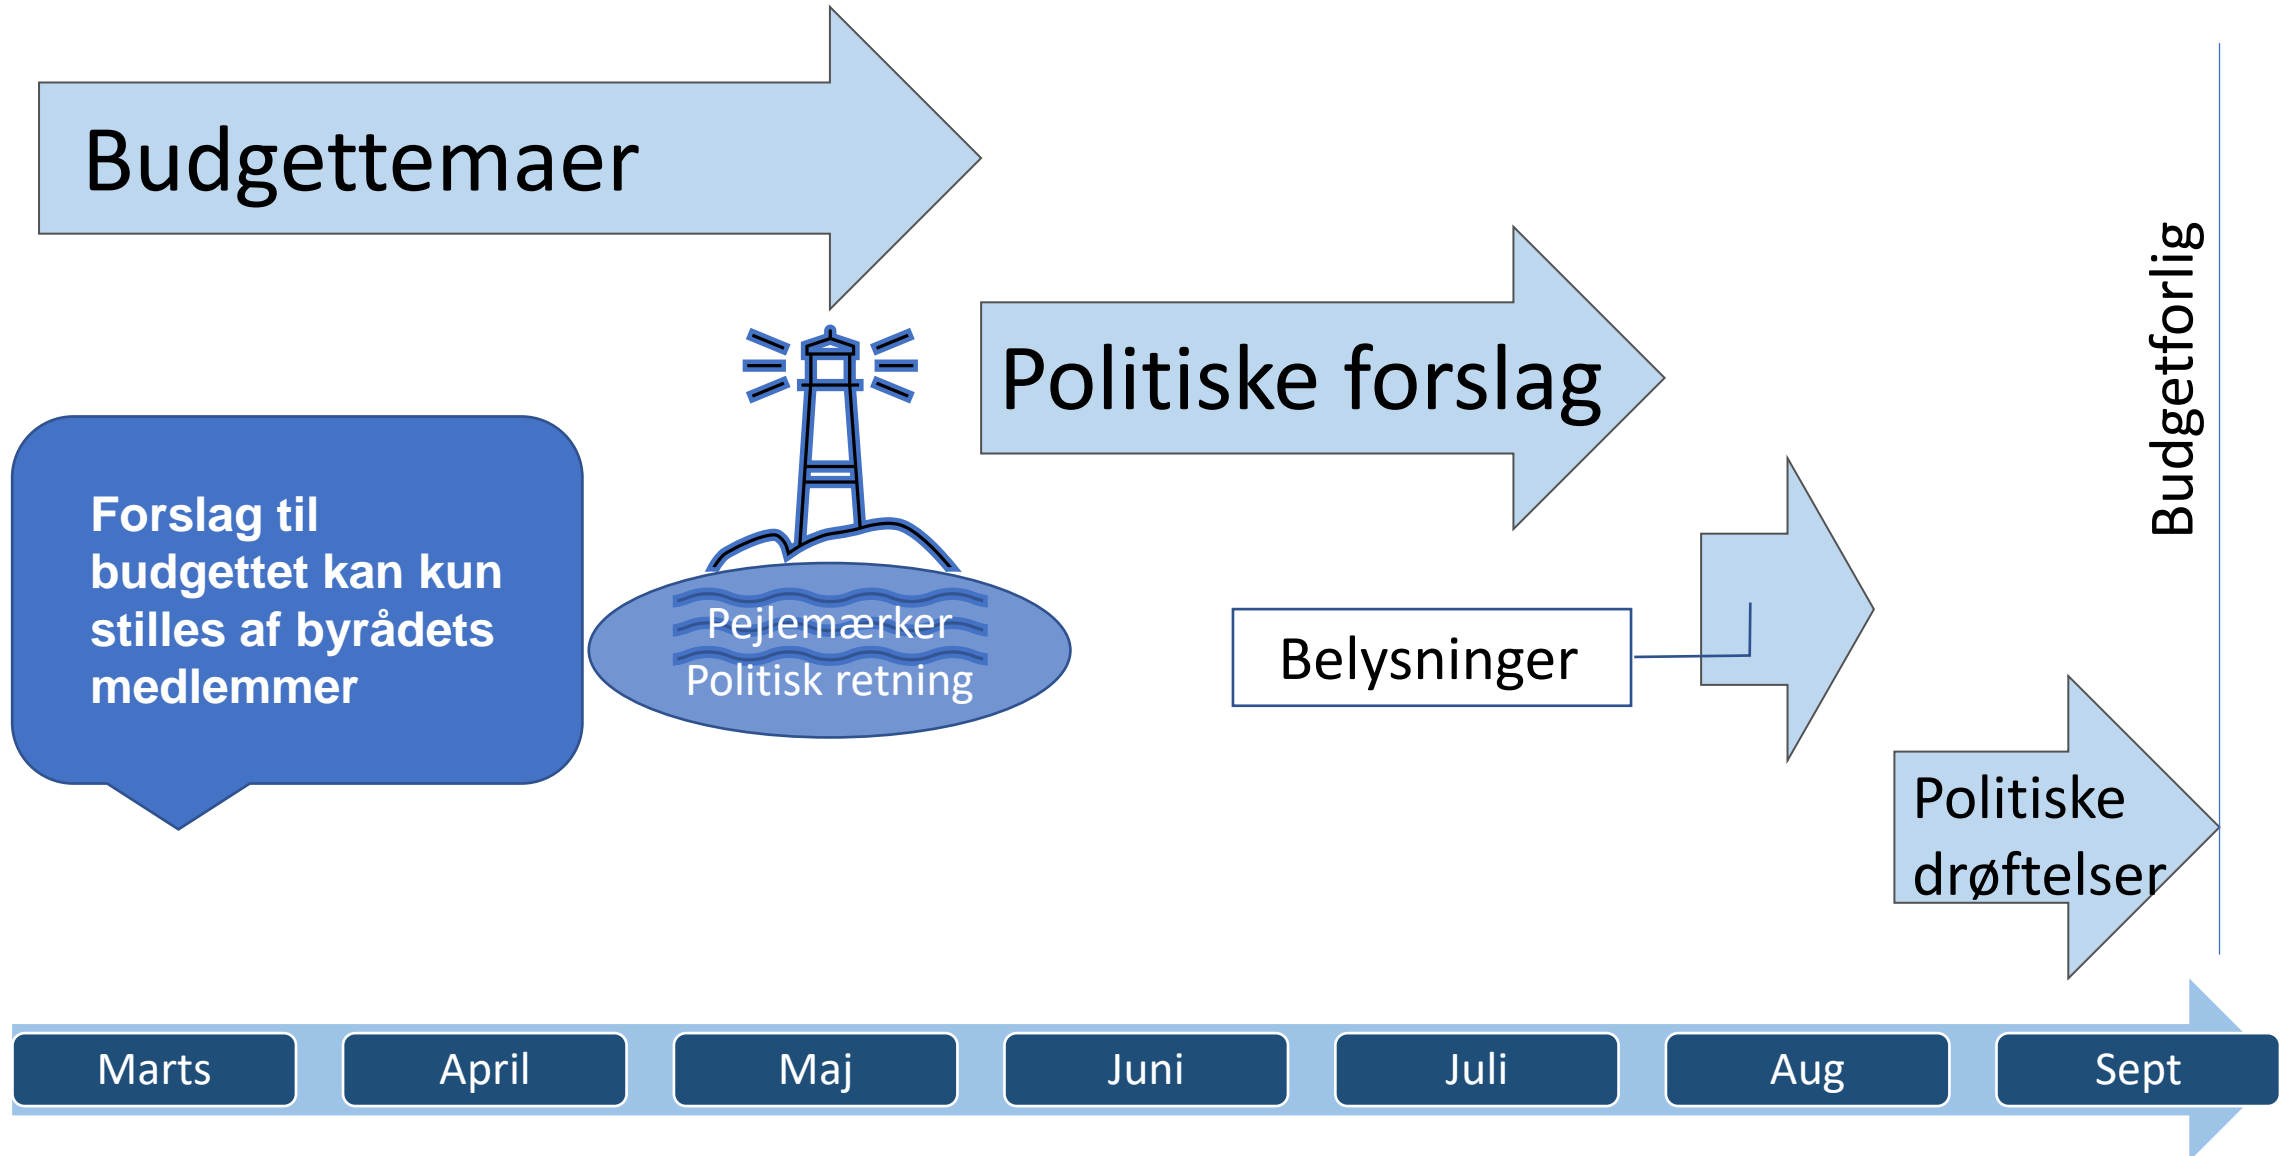 Budgettemaer
Politiske forslag
Budgetforlig
Forslag til
budgettet kan kun
stilles af byrådets
medlemmer
Pejlemærker
Politisk retning
Belysninger
Politiske
drøftelser
Marts
April
Maj
Juni
Juli
Aug
Sept